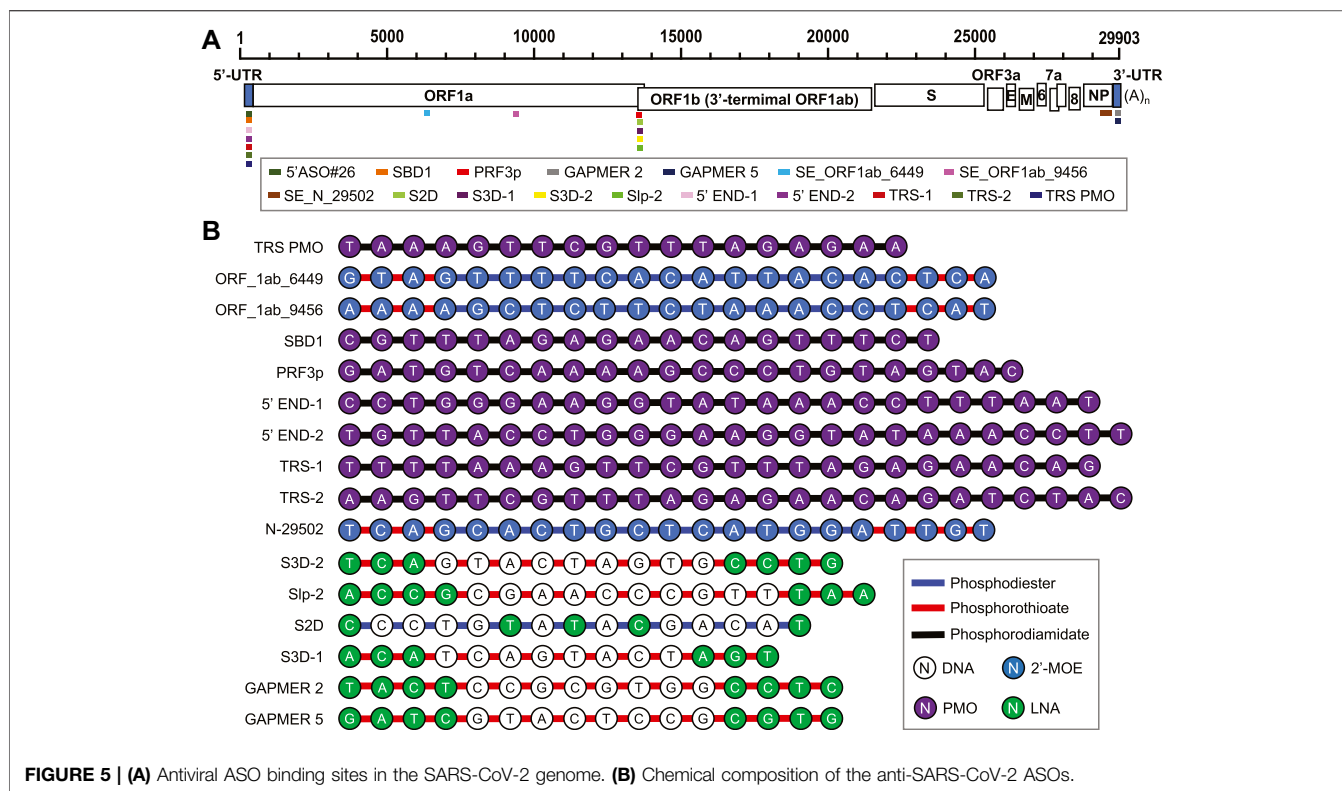 A
1 5000 10000 15000 20000 25000 29903
5’-UTR ORF3a 7a 3’-UTR
ORF1a ORF1b (3’-termimal ORF1ab) S E M 6 8 NP (A)n
5’ASO#26 SBD1 PRF3p GAPMER 2 GAPMER 5 SE_ORF1ab_6449 SE_ORF1ab_9456
SE_N_29502 S2D S3D-1 S3D-2 Slp-2 5’ END-1 5’ END-2 TRS-1 TRS-2 TRS PMO
B
TRS PMO T A A A G T T C G T T T A G A G A A
ORF_1ab_6449 G T A G T T T T C A C A T T A C A C T C A
ORF_1ab_9456 A A A A G C T C T T C T A A A C C T C A T
SBD1 C G T T T A G A G A A C A G T T T C T
PRF3p G A T G T C A A A A G C C C T G T A G T A C
5’ END-1 C C T G G G A A G G T A T A A A C C T T T A A T
5’ END-2 T G T T A C C T G G G A A G G T A T A A A C C T T
TRS-1 T T T T A A A G T T C G T T T A G A G A A C A G
TRS-2 A A G T T C G T T T A G A G A A C A G A T C T A C
N-29502 T C A G C A C T G C T C A T G G A T T G T
S3D-2 T C A G T A C T A G T G C C T G
Slp-2 A C C G C G A A C C C G T T T A A
S2D C C C T G T A T A C G A C A T
S3D-1 A C A T C A G T A C T A G T
GAPMER 2 T A C T C C G C G T G G C C T C
GAPMER 5 G A T C G T A C T C C G C G T G
Phosphodiester
Phosphorothioate
Phosphorodiamidate
N DNA N 2’-MOE
N PMO N LNA
FIGURE 5 | (A) Antiviral ASO binding sites in the SARS-CoV-2 genome. (B) Chemical composition of the anti-SARS-CoV-2 ASOs.